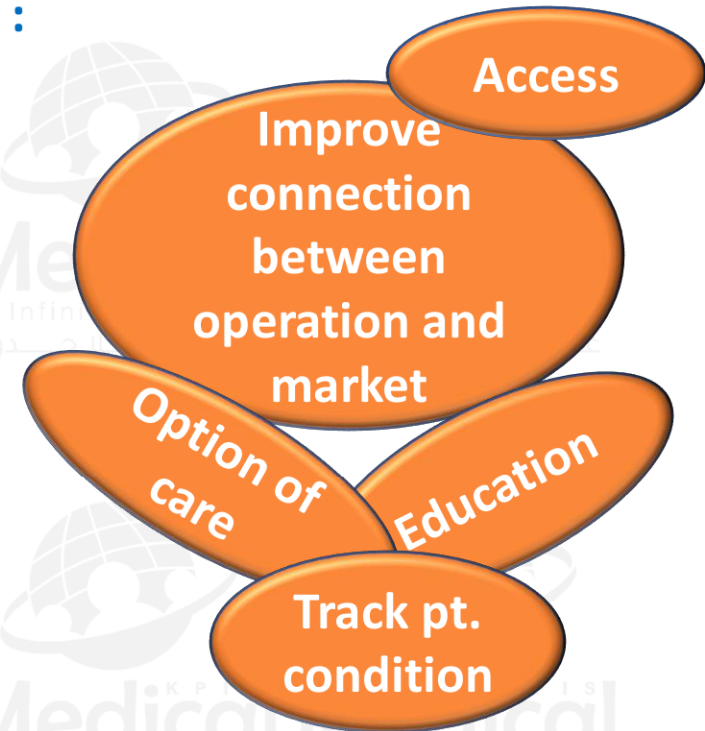 :
Access
Improve
connection
between
operation and
market
Option of
care
Education
Track pt.
condition